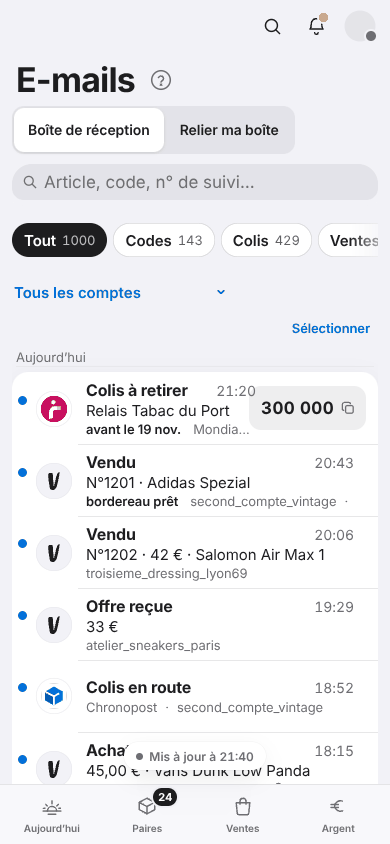 E-mails
Boîte de réception Relier ma boîte
Article, code, n° de suivi…
Tout 1000 Codes 143 Colis 429 Ventes
Tous les comptes
Sélectionner
Aujourd'hui
Colis à retirer 21:20
Relais Tabac du Port 300 000
avant le 19 nov. Mondia…
Vendu 20:43
N°1201 · Adidas Spezial
bordereau prêt second_compte_vintage ·
Vendu 20:06
N°1202 · 42 € · Salomon Air Max 1
troisieme_dressing_lyon69
Offre reçue 19:29
33 €
atelier_sneakers_paris
Colis en route 18:52
Chronopost · second_compte_vintage
18:15
Mis à jour à 21:40
45,00 € · Vans Dunk Low Panda
24
Aujourd'hui Paires Ventes Argent